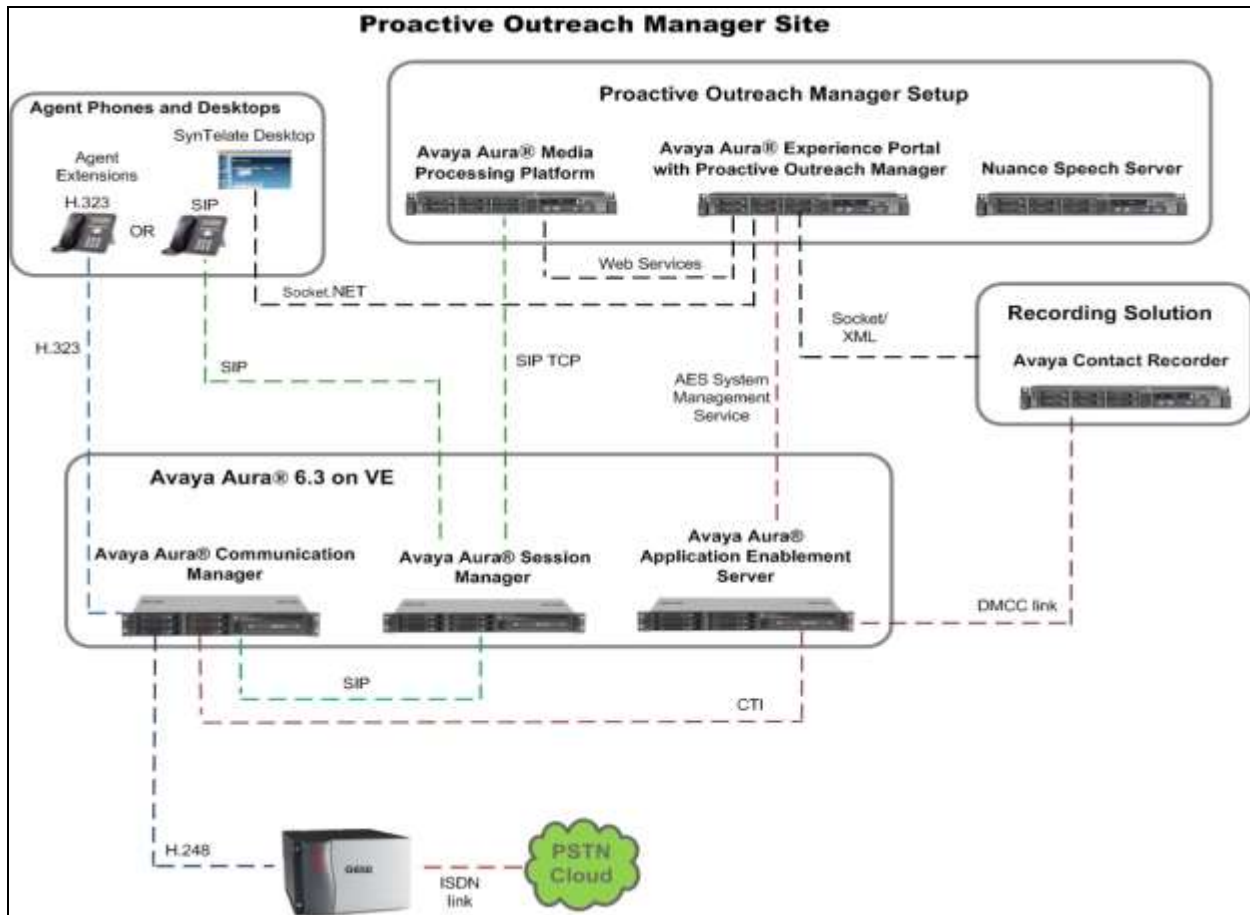 Proactive Outreach Manager Site
Agent Phones and Desktops
SynTelate Desktop
Agent
Extensions
H.323
OR
SIP
Proactive Outreach Manager Setup
Avaya Aura® Media
Processing Platform
Avaya Aura® Experience Portal
with Proactive Outreach Manager
Nuance Speech Server
Web Services
Socket.NET
H.323
SIP
SIP TCP
AES System
Management
Service
Socket/
XML
Recording Solution
Avaya Contact Recorder
Avaya Aura® 6.3 on VE
Avaya Aura® Communication
Manager
Avaya Aura® Session
Manager
Avaya Aura®
Application Enablement
Server
DMCC link
SIP
CTI
H.248
ISDN
link
PSTN
Cloud